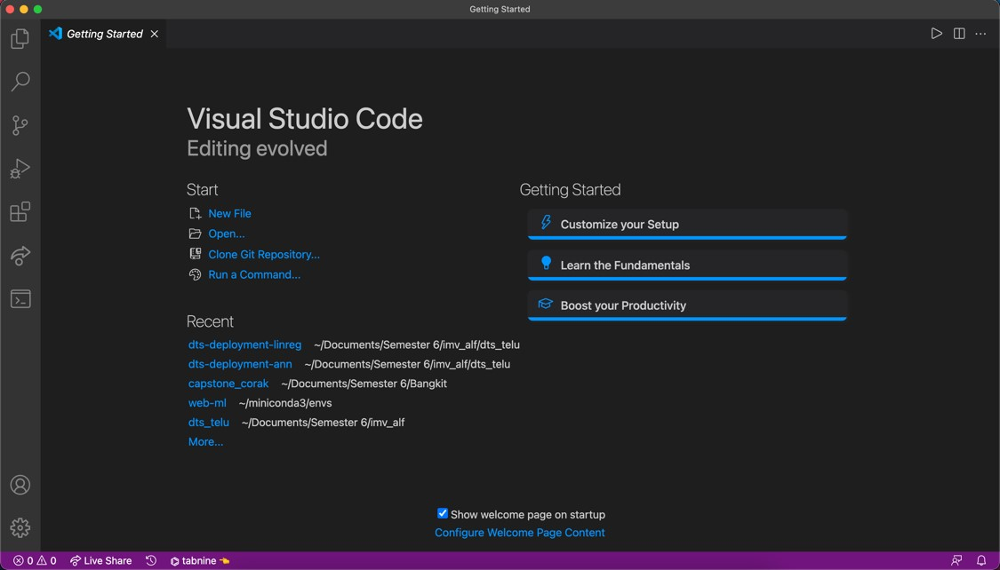 Getting Started
Getting Started
Visual Studio Code
Editing evolved
Start
New File
Open...
Clone Git Repository...
Run a Command...
Recent
dts-deployment-linreg ~/Documents/Semester 6/imv_alf/dts_telu
dts-deployment-ann ~/Documents/Semester 6/imv_alf/dts_telu
capstone_corak ~/Documents/Semester 6/Bangkit
web-ml ~/miniconda3/envs
dts_telu ~/Documents/Semester 6/imv_alf
More...
Getting Started
Customize your Setup
Learn the Fundamentals
Boost your Productivity
Show welcome page on startup
Configure Welcome Page Content
0 0 Live Share tabnine